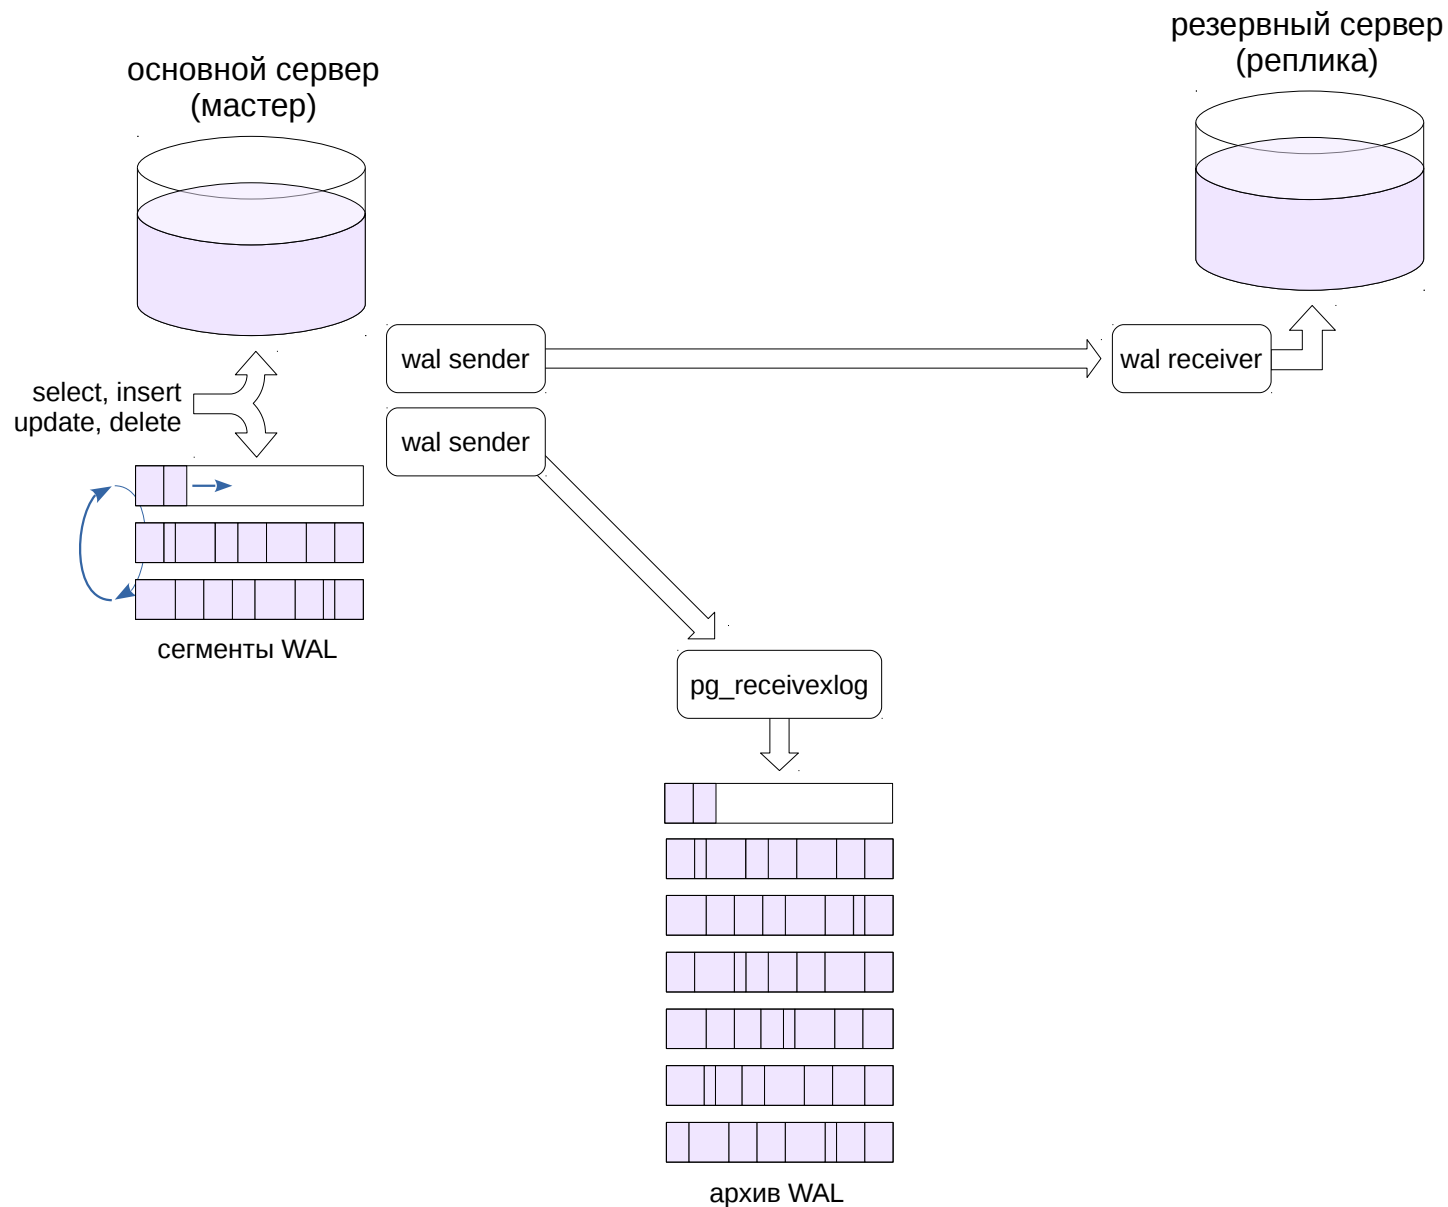 резервный сервер
(реплика)
основной сервер
(мастер)
wal sender
wal receiver
select, insert
update, delete
wal sender
сегменты WAL
pg_receivexlog
архив WAL